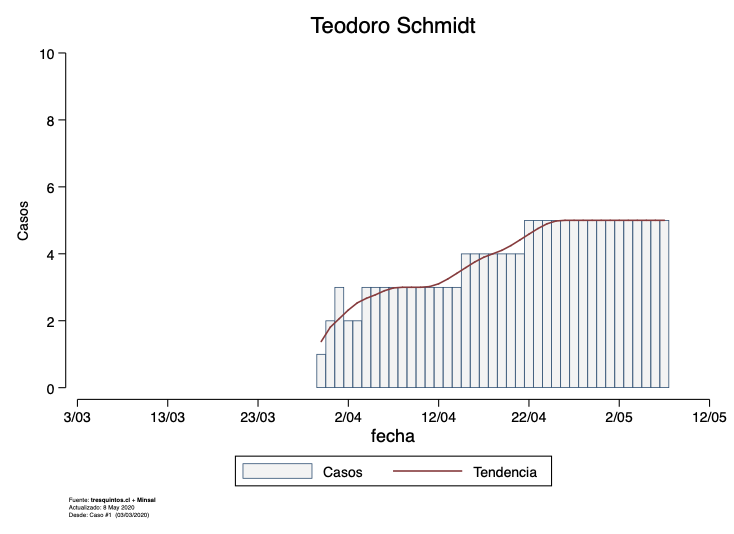 Teodoro Schmidt
10
8
6
4
2
0
Casos
3/03 13/03 23/03 2/04 12/04 22/04 2/05 12/05
fecha
Casos Tendencia
Fuente: tresquintos.cl + Minsal
Actualizado: 8 May 2020
Desde: Caso #1 (03/03/2020)